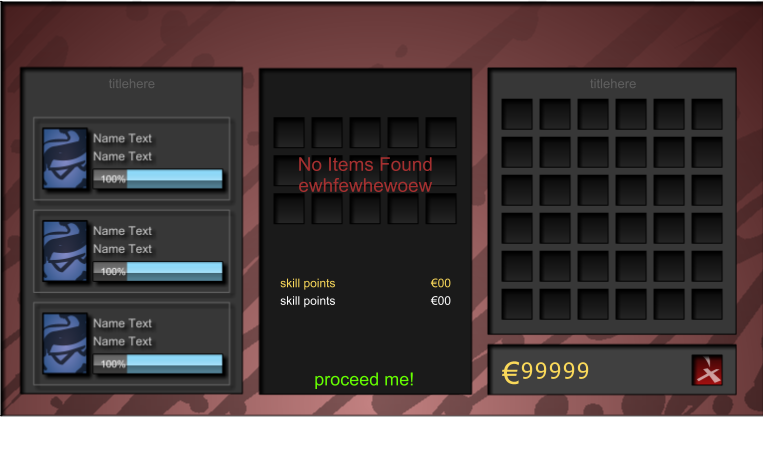 titlehere
Name Text
Name Text
100%
Name Text
Name Text
100%
Name Text
Name Text
100%
No Items Found
ewhfewhewoew
skill points €00
skill points €00
proceed me!
titlehere
€99999